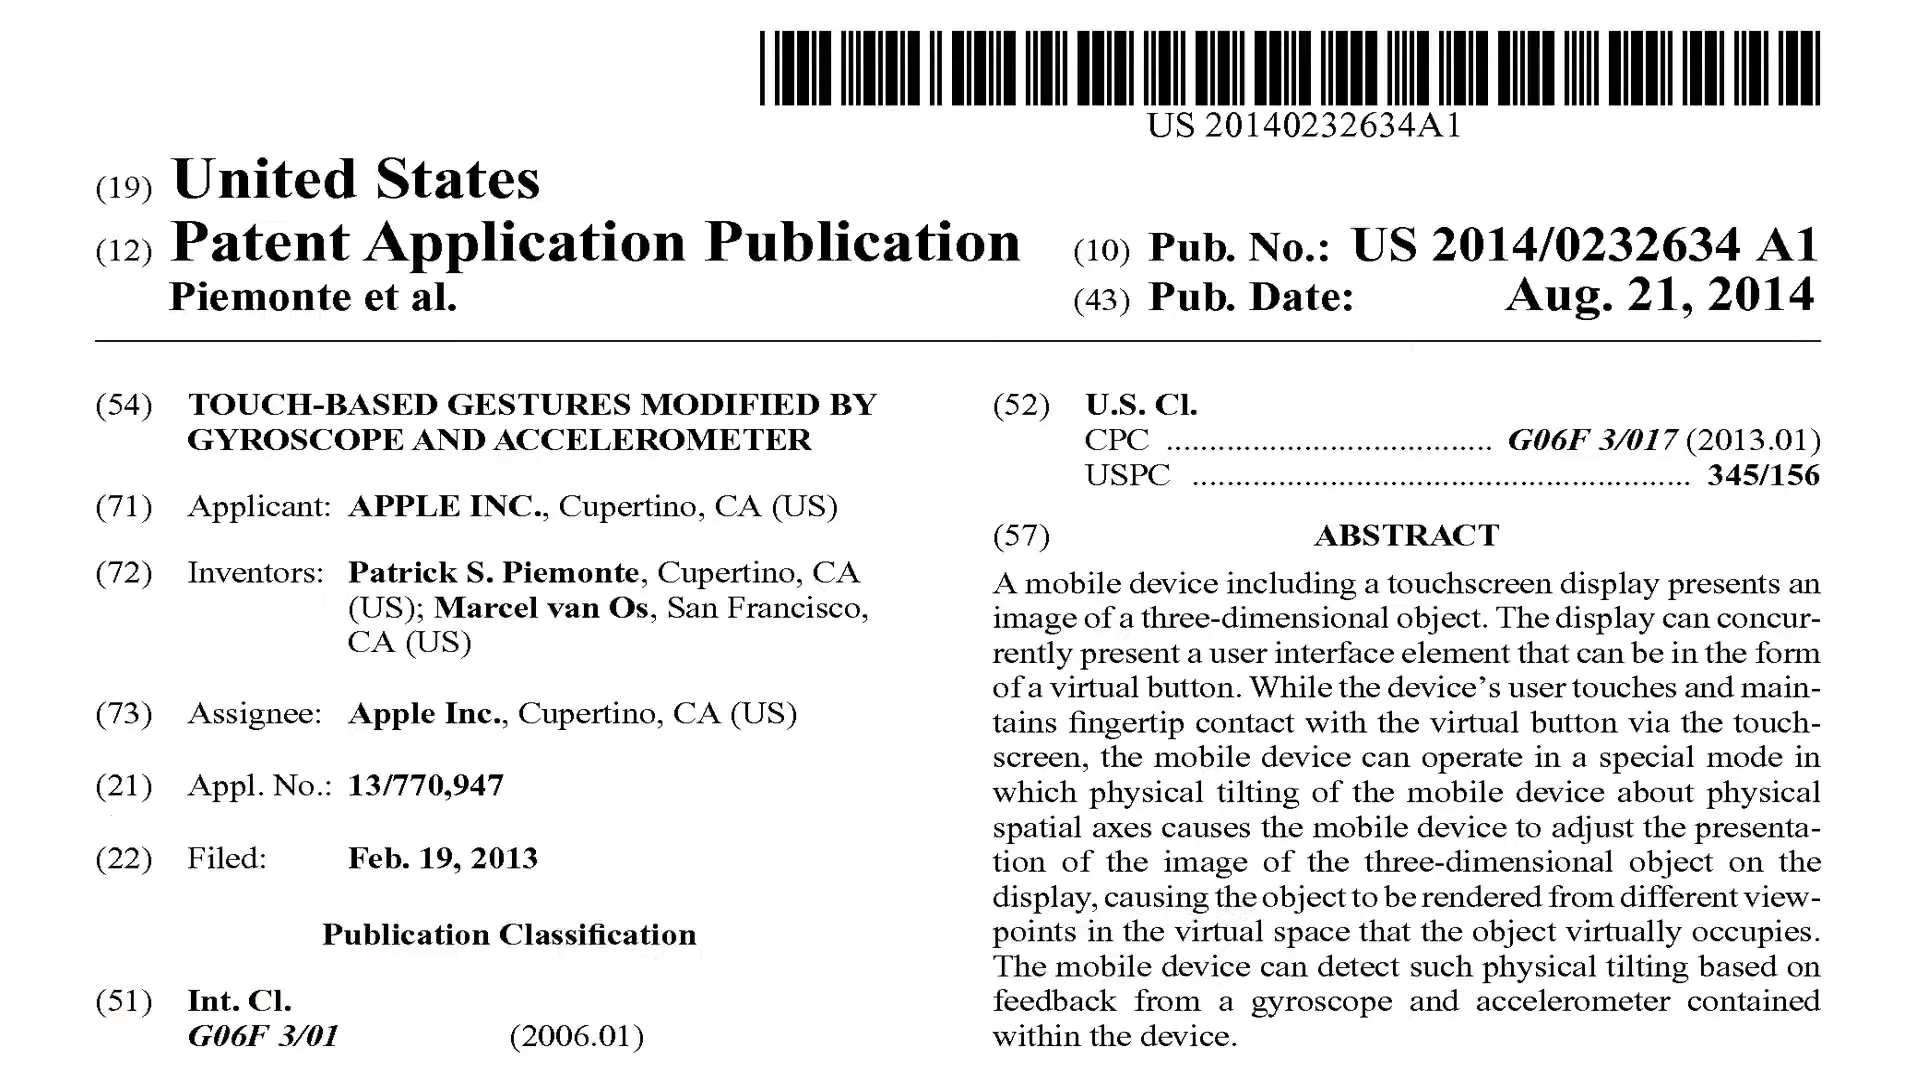 US 20140232634A1
(19) United States
(12) Patent Application Publication
Piemonte et al.
(10) Pub. No.: US 2014/0232634 A1
(43) Pub. Date: Aug. 21, 2014
(54) TOUCH-BASED GESTURES MODIFIED BY
GYROSCOPE AND ACCELEROMETER
(71) Applicant: APPLE INC., Cupertino, CA (US)
(72) Inventors: Patrick S. Piemonte, Cupertino, CA
(US); Marcel van Os, San Francisco,
CA (US)
(73) Assignee: Apple Inc., Cupertino, CA (US)
(21) Appl. No.: 13/770,947
(22) Filed: Feb. 19, 2013
Publication Classification
(51) Int. Cl.
G06F 3/01 (2006.01)
(52) U.S. Cl.
CPC ..................................... G06F 3/017 (2013.01)
USPC ......................................................... 345/156
(57) ABSTRACT
A mobile device including a touchscreen display presents an
image of a three-dimensional object. The display can concur-
rently present a user interface element that can be in the form
of a virtual button. While the device's user touches and main-
tains fingertip contact with the virtual button via the touch-
screen, the mobile device can operate in a special mode in
which physical tilting of the mobile device about physical
spatial axes causes the mobile device to adjust the presenta-
tion of the image of the three-dimensional object on the
display, causing the object to be rendered from different view-
points in the virtual space that the object virtually occupies.
The mobile device can detect such physical tilting based on
feedback from a gyroscope and accelerometer contained
within the device.